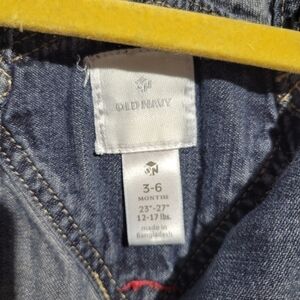 OLD NAVY
3-6
MONTHS
23"-27"
12-17 lbs.
made in
Bangladesh